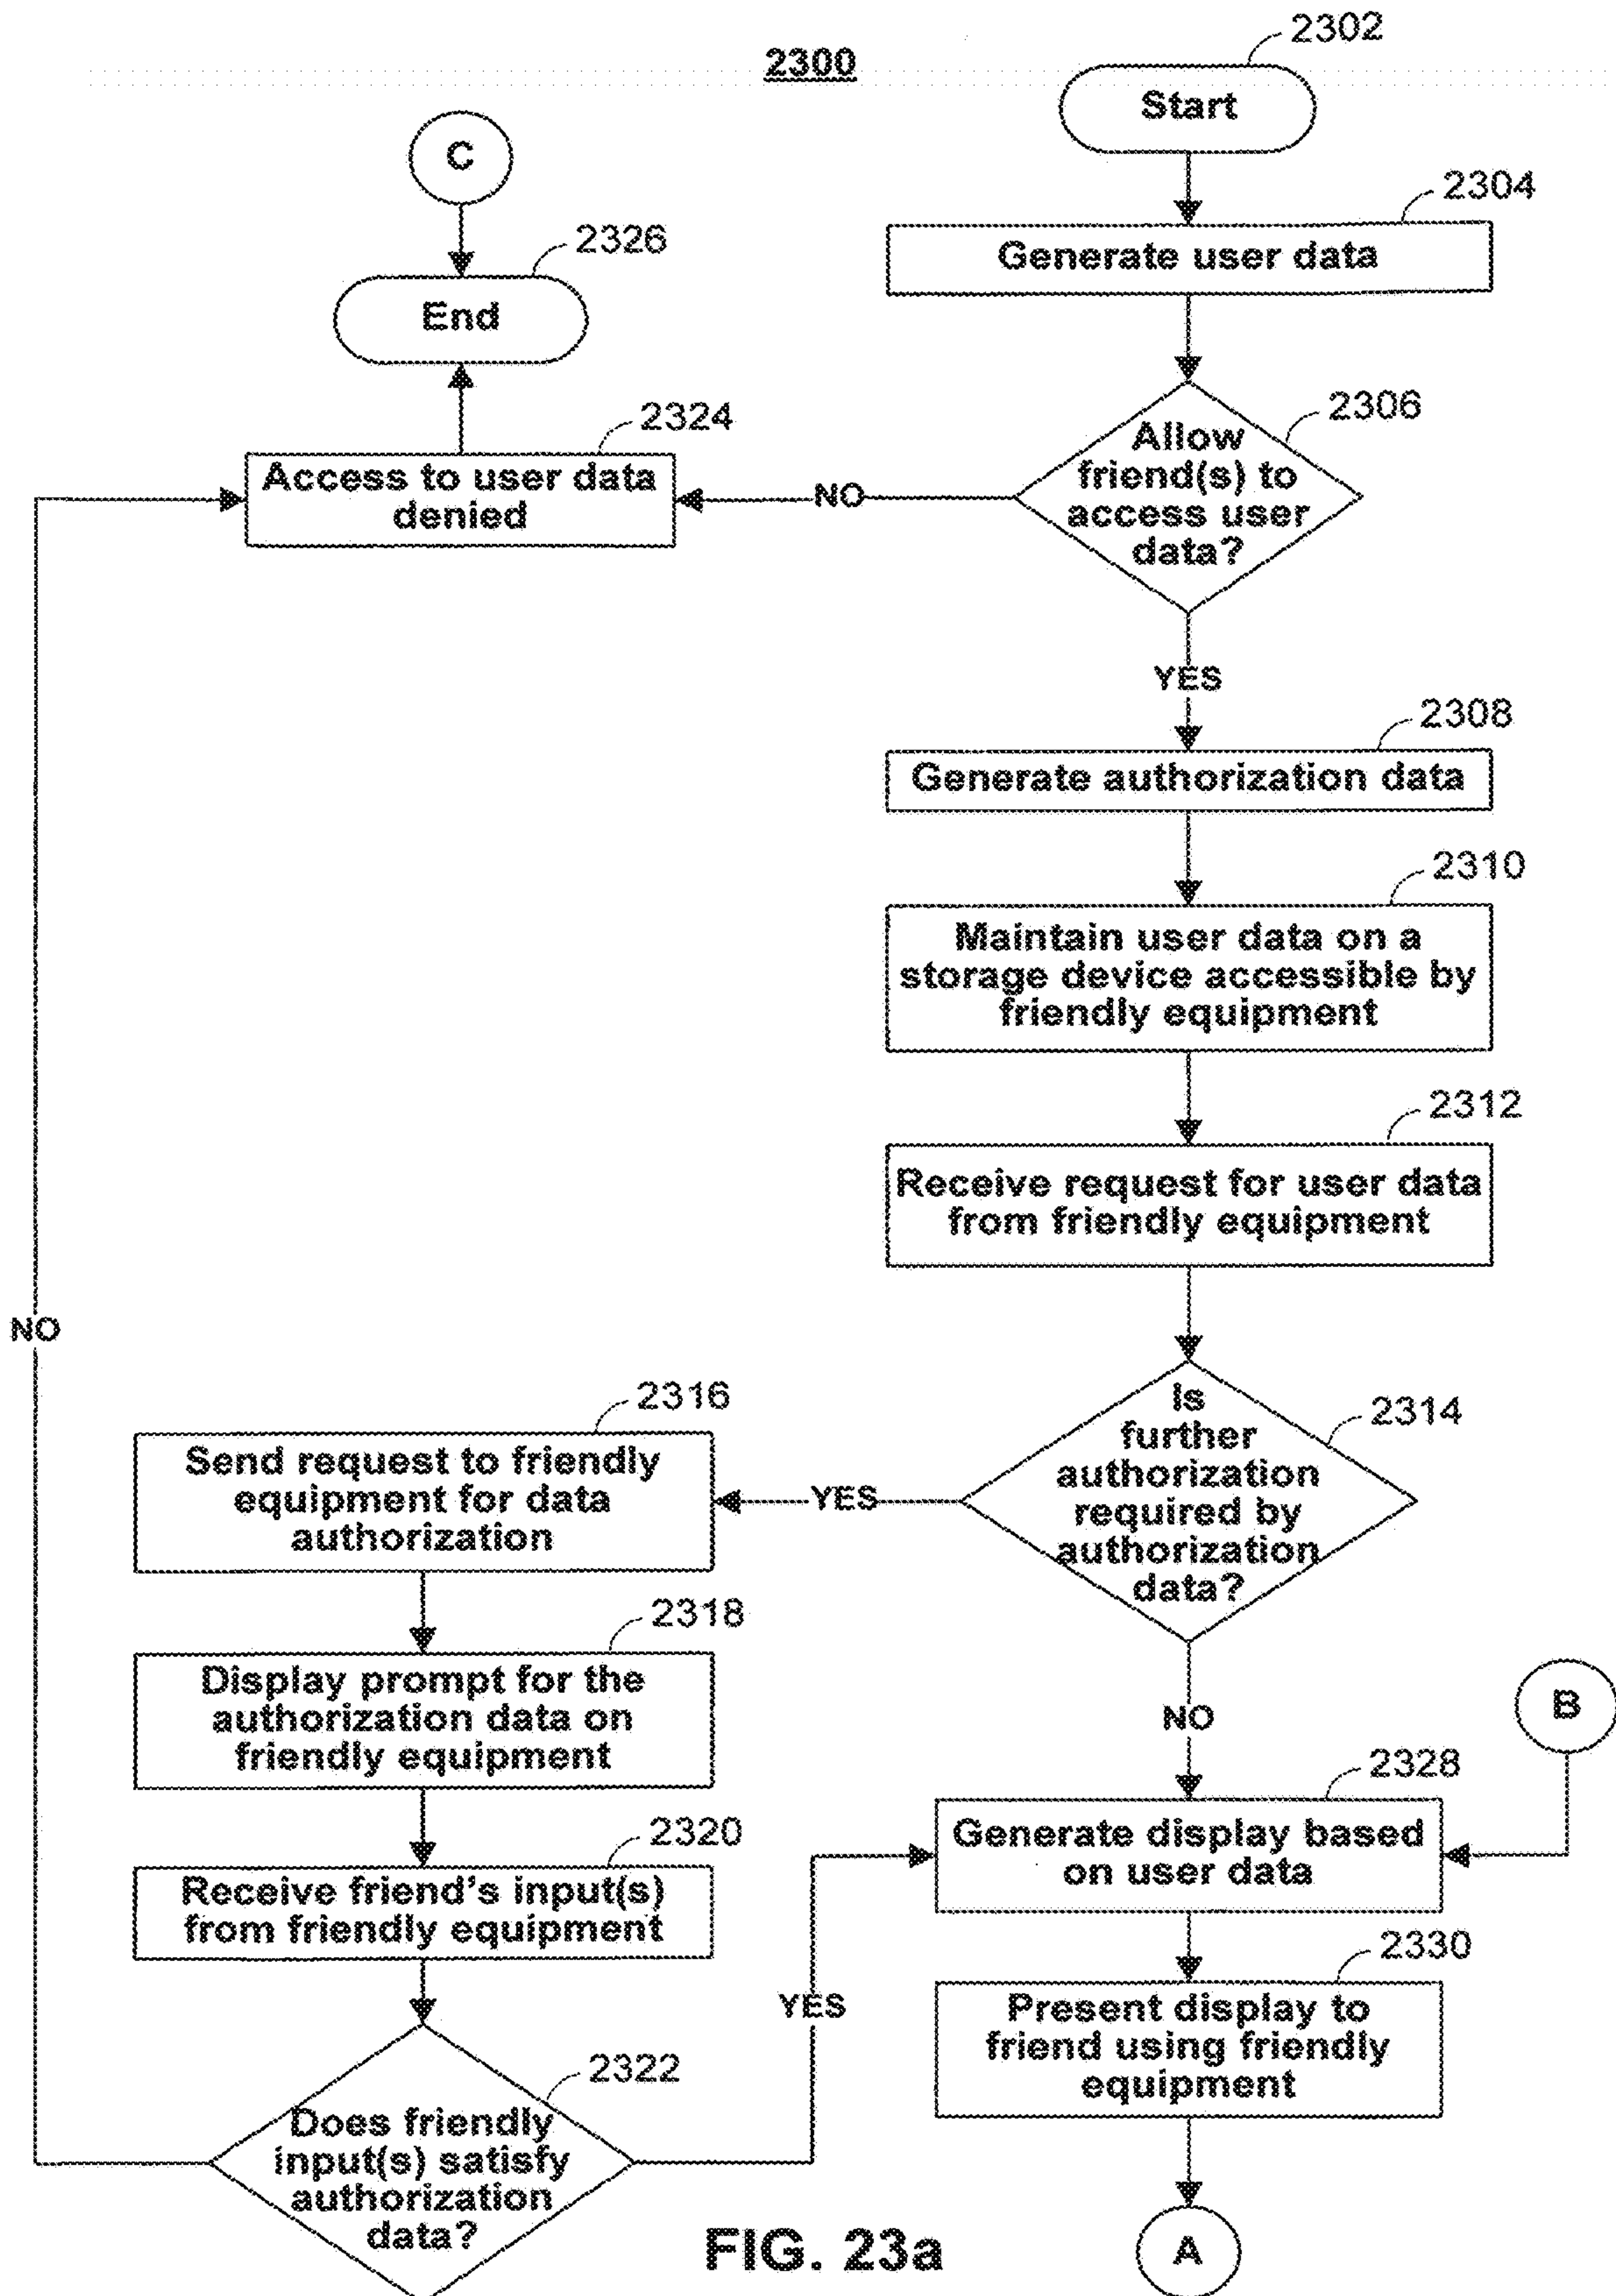 2300
2302
Start
2304
Generate user data
2306
Allow
friend(s) to
access user
data?
NO
2324
Access to user data
denied
C
2326
End
YES
2308
Generate authorization data
2310
Maintain user data on a
storage device accessible by
friendly equipment
2312
Receive request for user data
from friendly equipment
2314
Is
further
authorization
required by
authorization
data?
YES
2316
Send request to friendly
equipment for data
authorization
2318
Display prompt for the
authorization data on
friendly equipment
2320
Receive friend's input(s)
from friendly equipment
2322
Does friendly
input(s) satisfy
authorization
data?
NO
YES
NO
B
2328
Generate display based
on user data
2330
Present display to
friend using friendly
equipment
A
FIG. 23a